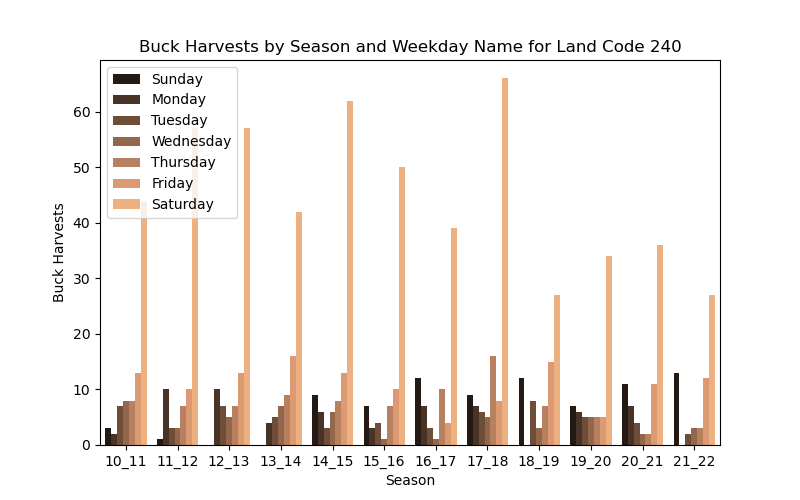 Buck Harvests by Season and Weekday Name for Land Code 240
Sunday
Monday
Tuesday
Wednesday
Thursday
Friday
Saturday
60
50
40
30
20
10
0
Buck Harvests
10_11 11_12 12_13 13_14 14_15 15_16 16_17 17_18 18_19 19_20 20_21 21_22
Season